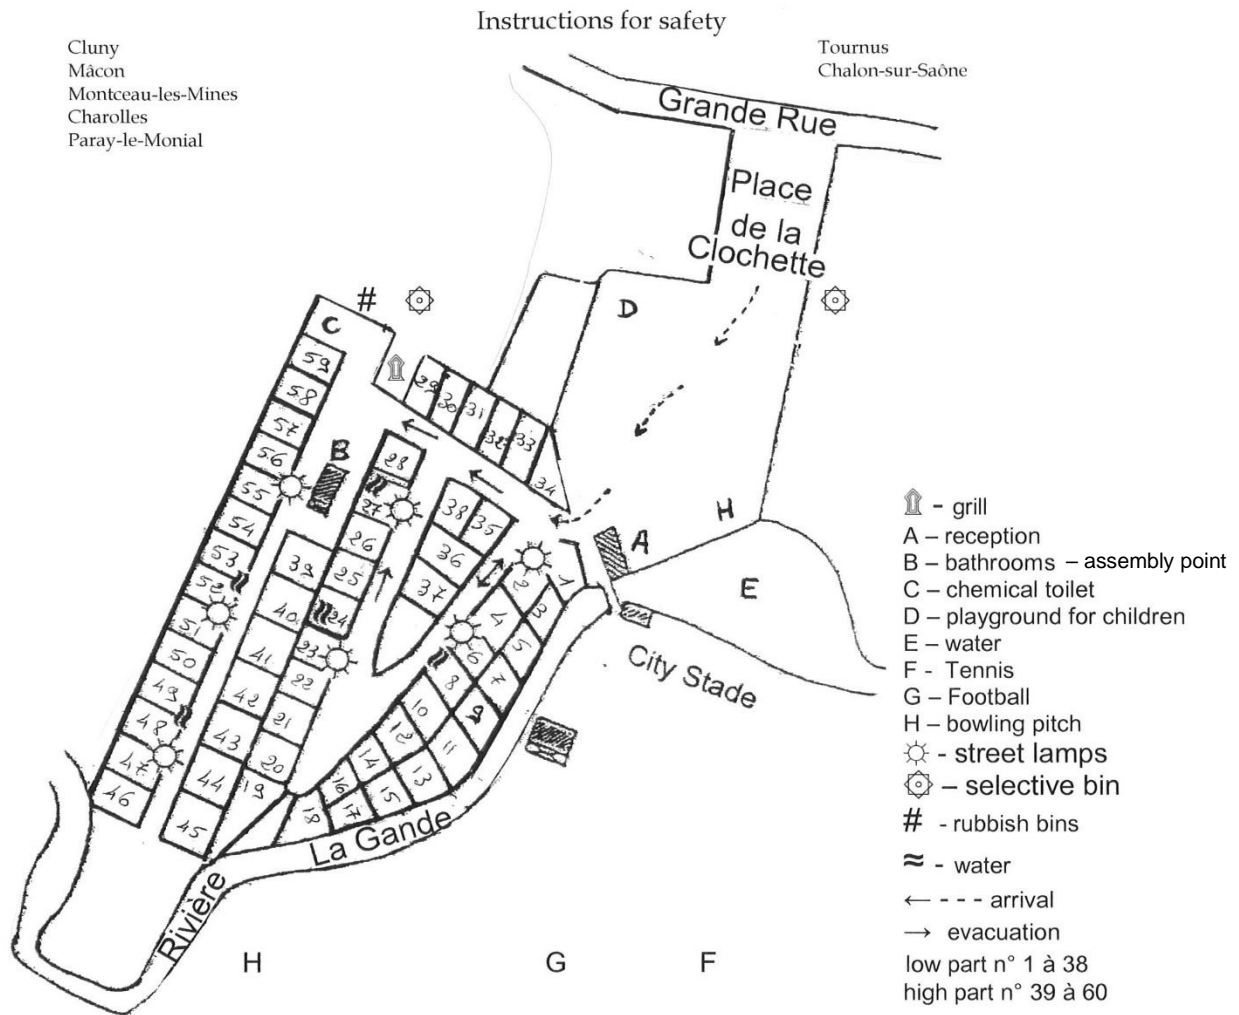 Instructions for safety
Cluny
Mâcon
Montceau-les-Mines
Charolles
Paray-le-Monial
Tournus
Chalon-sur-Saône
Grande Rue
Place
de la
Clochette
#
C
D
59
58
57
56
55
54
53
52
51
50
49
48
47
46
B
29
30
31
32
33
34
28
27
26
25
24
23
22
21
20
19
38
35
36
37
39
40
41
42
43
44
45
A
H
E
1
2
3
4
5
6
7
8
9
10
11
12
13
14
15
16
17
18
City Stade
La Gande
Rivière
H
G
F
- grill
A – reception
B – bathrooms – assembly point
C – chemical toilet
D – playground for children
E – water
F - Tennis
G – Football
H – bowling pitch
- street lamps
– selective bin
# - rubbish bins
≈ - water
← - - - arrival
→ evacuation
low part n° 1 à 38
high part n° 39 à 60